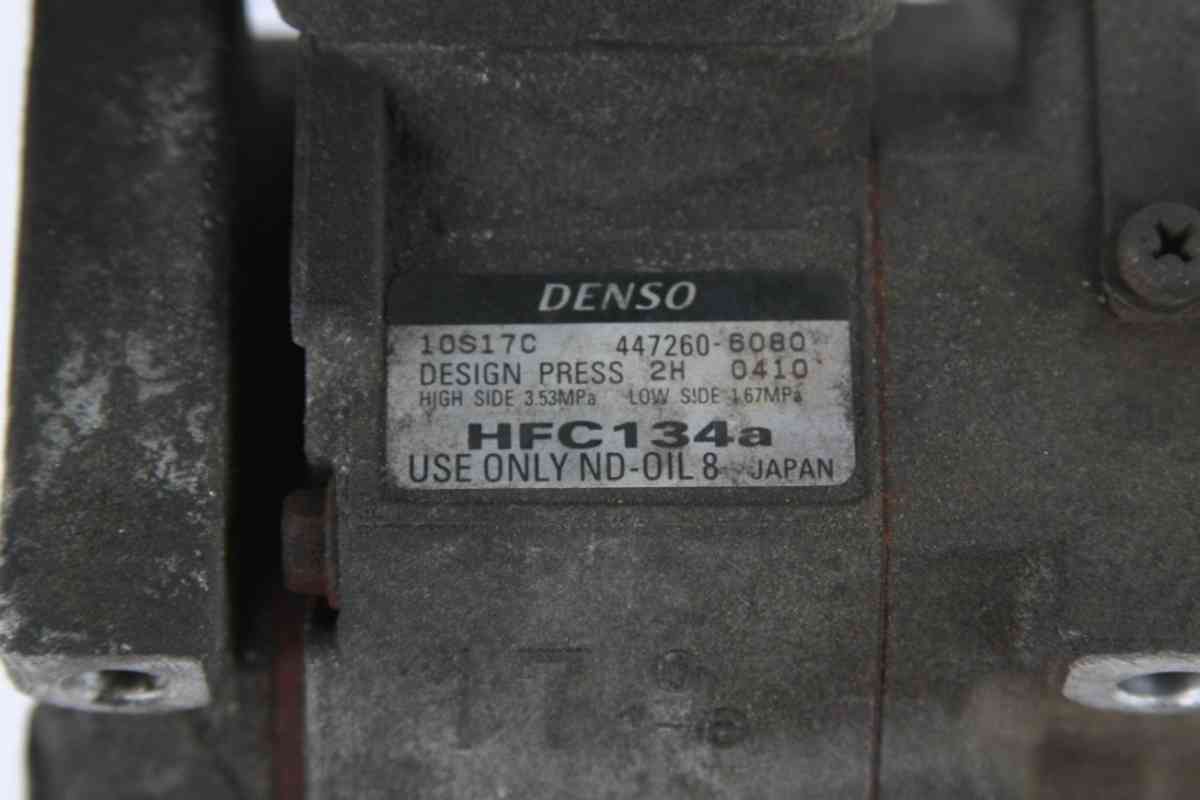 DENSO
10S17C 447260-6080
DESIGN PRESS 2H 0410
HIGH SIDE 3.53MPa LOW SIDE 1.67MPa
HFC134a
USE ONLY ND-OIL 8 JAPAN
17